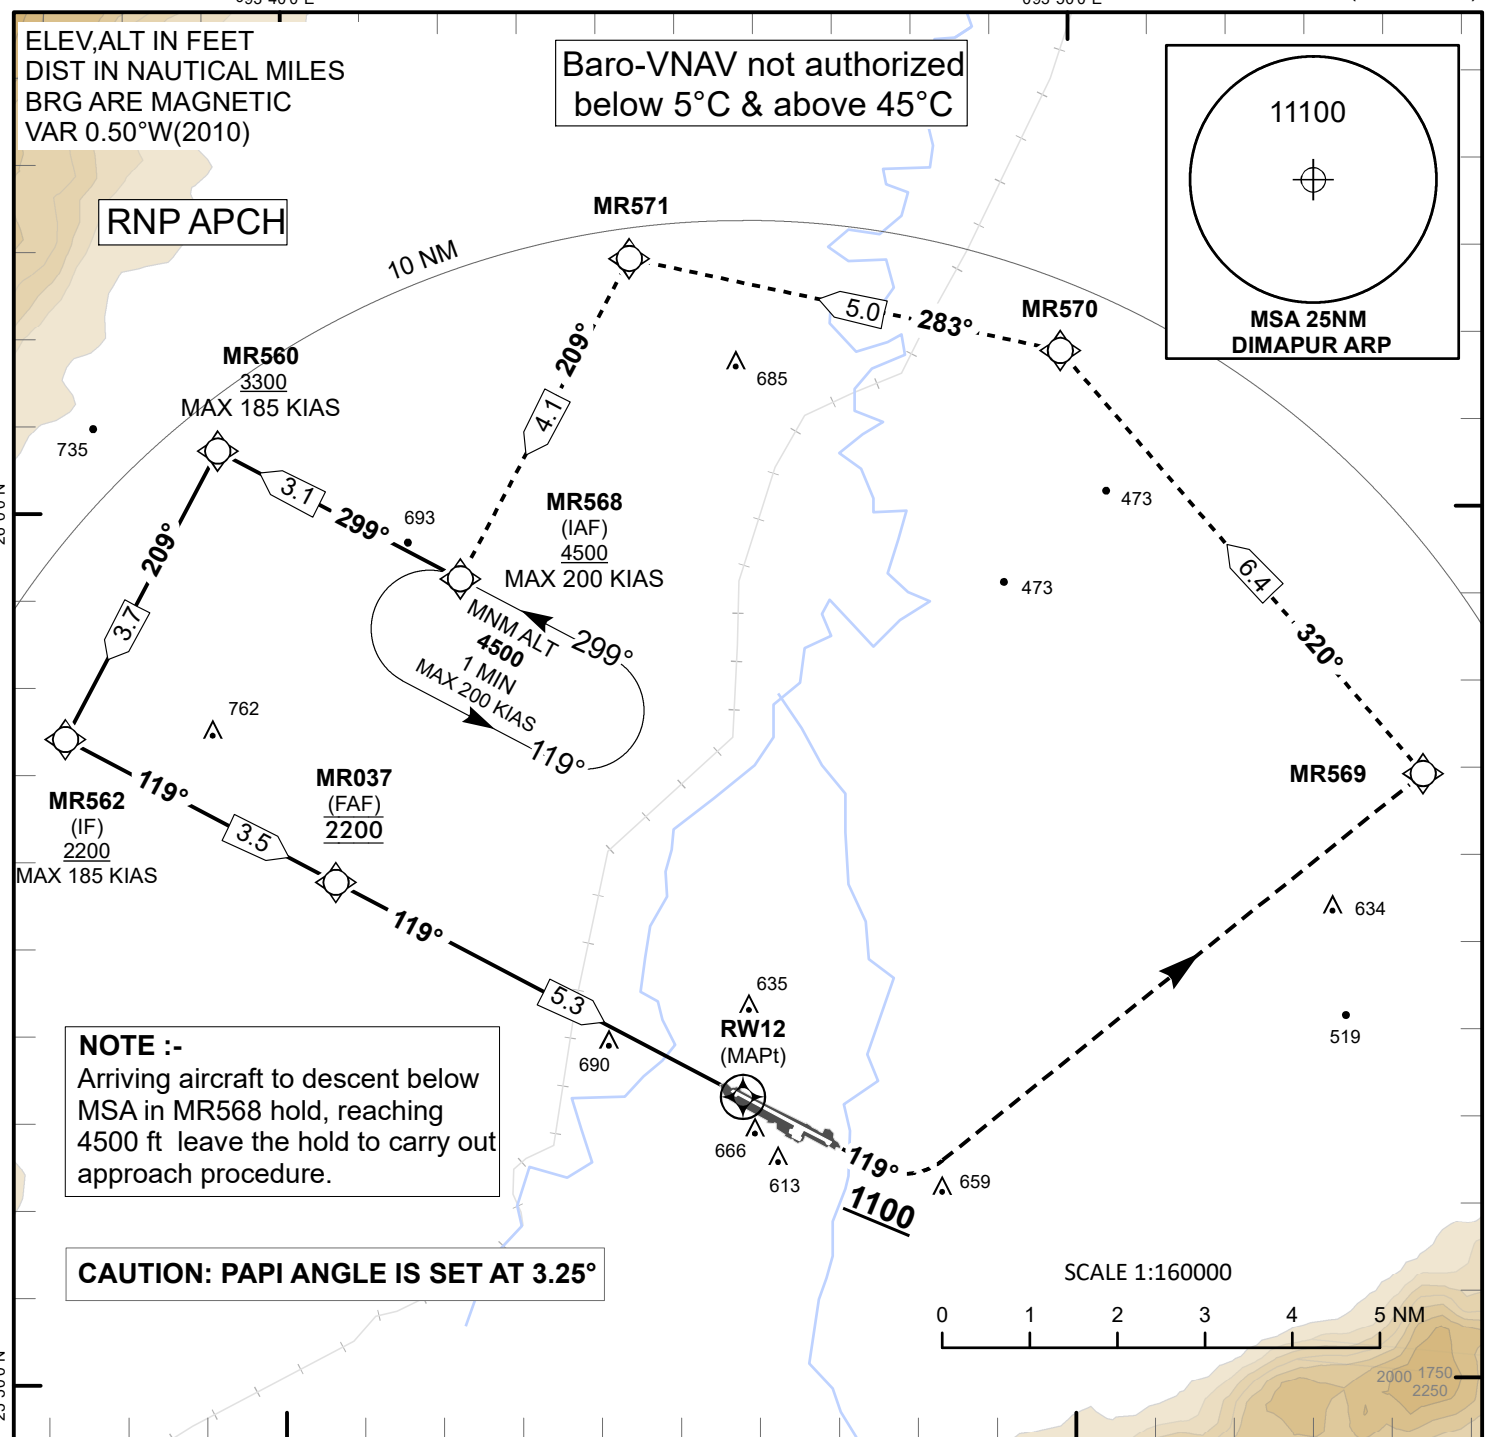 ELEV,ALT IN FEET
DIST IN NAUTICAL MILES
BRG ARE MAGNETIC
VAR 0.50°W(2010)
Baro-VNAV not authorized
below 5°C & above 45°C
11100
MSA 25NM
DIMAPUR ARP
RNP APCH
10 NM
MR571
5.0
283°
MR570
209°
4.1
685
MR560
3300
MAX 185 KIAS
735
3.1
299°
693
MR568
(IAF)
4500
MAX 200 KIAS
473
473
6.4
320°
209°
3.7
MNM ALT
4500
1 MIN
MAX 200 KIAS
299°
119°
762
MR569
MR562
(IF)
2200
MAX 185 KIAS
119°
3.5
MR037
(FAF)
2200
119°
5.3
634
519
635
RW12
(MAPt)
690
666
613
119°
1100
659
NOTE :-
Arriving aircraft to descent below
MSA in MR568 hold, reaching
4500 ft leave the hold to carry out
approach procedure.
CAUTION: PAPI ANGLE IS SET AT 3.25°
SCALE 1:160000
0 1 2 3 4 5 NM
2000 1750
2250